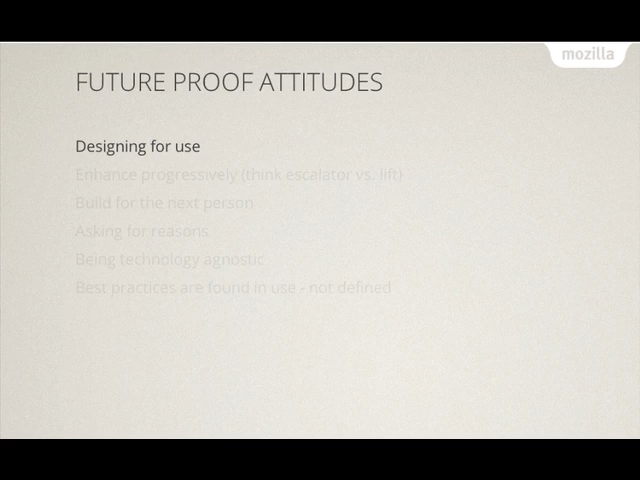 mozilla
FUTURE PROOF ATTITUDES
Designing for use
Enhance progressively (think escalator vs. lift)
Build for the next person
Asking for reasons
Being technology agnostic
Best practices are found in use - not defined